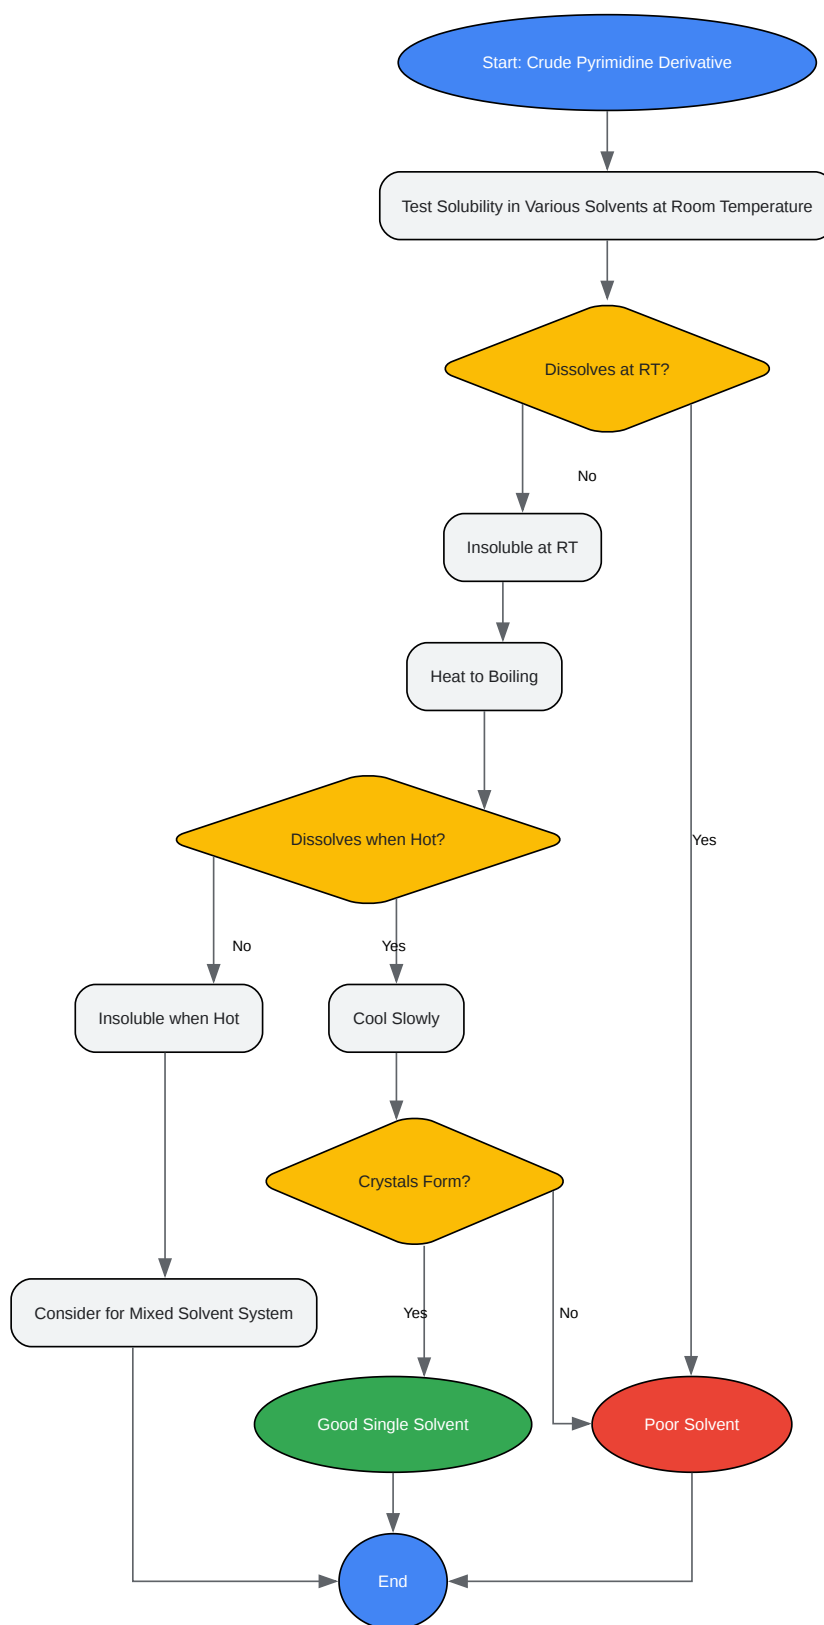 Start: Crude Pyrimidine Derivative
Test Solubility in Various Solvents at Room Temperature
Dissolves at RT?
No
Insoluble at RT
Heat to Boiling
Dissolves when Hot?
Yes
No
Yes
Insoluble when Hot
Cool Slowly
Crystals Form?
Consider for Mixed Solvent System
Yes
No
Good Single Solvent
Poor Solvent
End